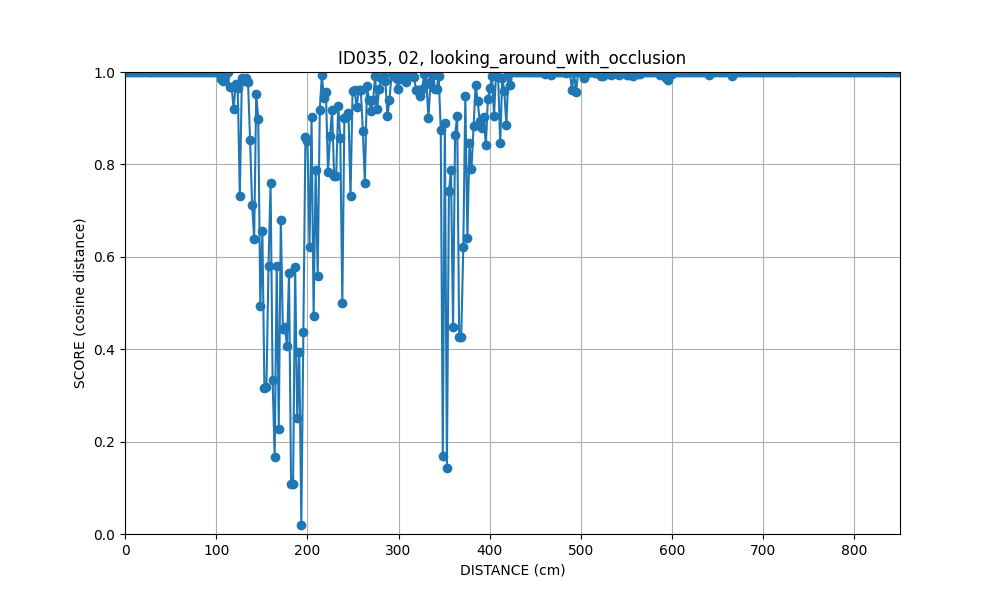 ID035, 02, looking_around_with_occlusion
1.0
0.8
0.6
0.4
0.2
0.0
SCORE (cosine distance)
0 100 200 300 400 500 600 700 800
DISTANCE (cm)